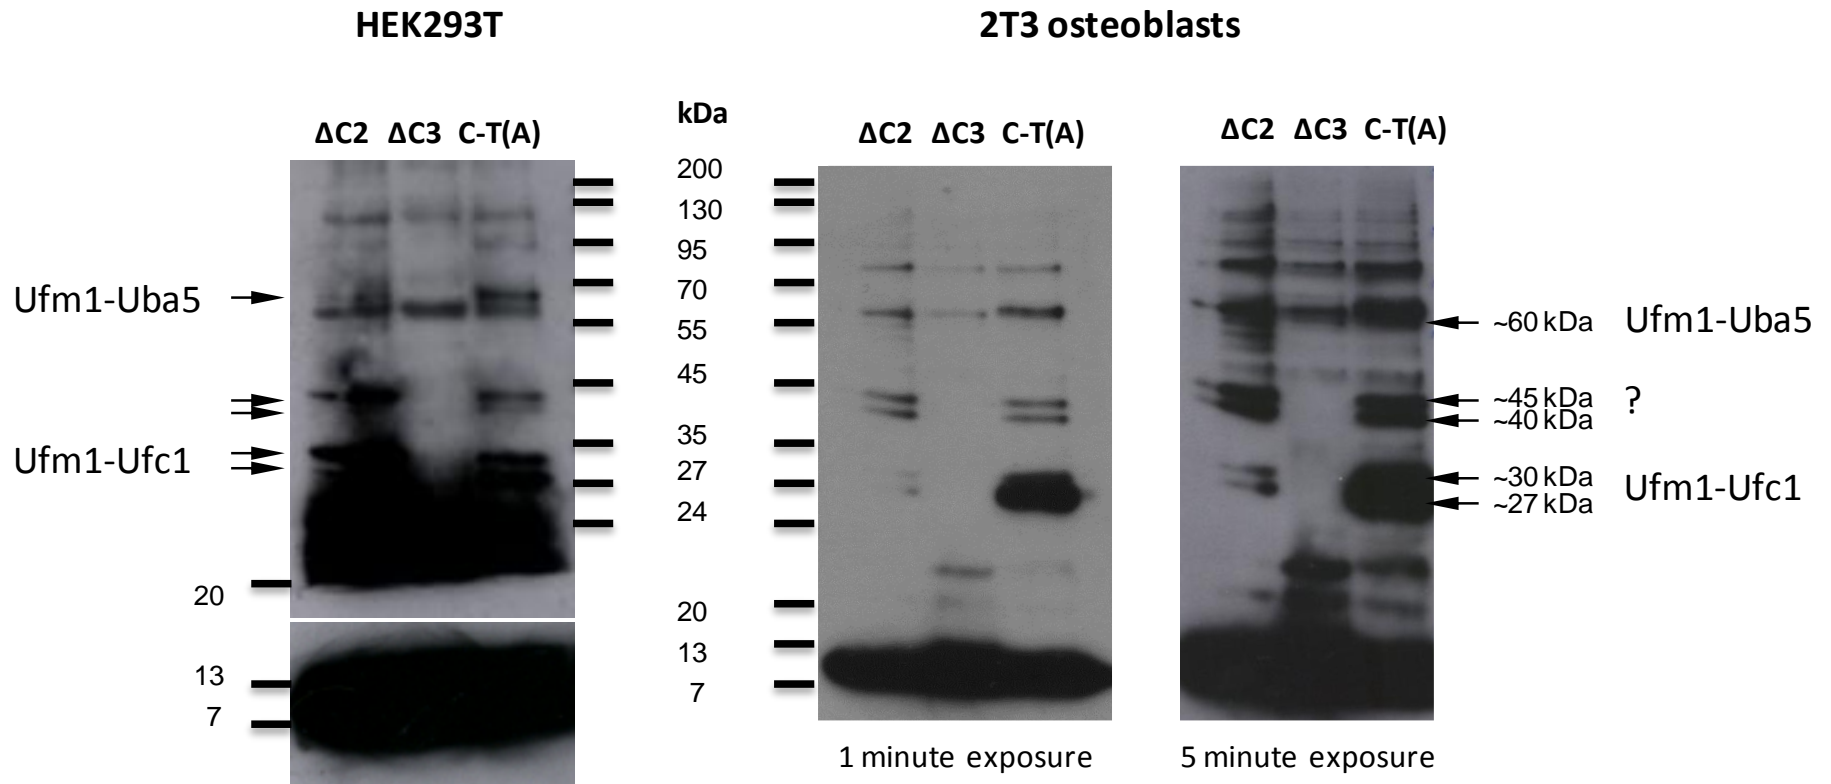 HEK293T
2T3 osteoblasts
ΔC2 ΔC3 C-T(A)
kDa
ΔC2 ΔC3 C-T(A)
ΔC2 ΔC3 C-T(A)
200
130
95
70
55
45
35
27
24
20
13
7
Ufm1-Uba5
Ufm1-Ufc1
20
13
7
~60 kDa Ufm1-Uba5
~45 kDa ?
~40 kDa
~30 kDa
~27 kDa
Ufm1-Ufc1
1 minute exposure
5 minute exposure